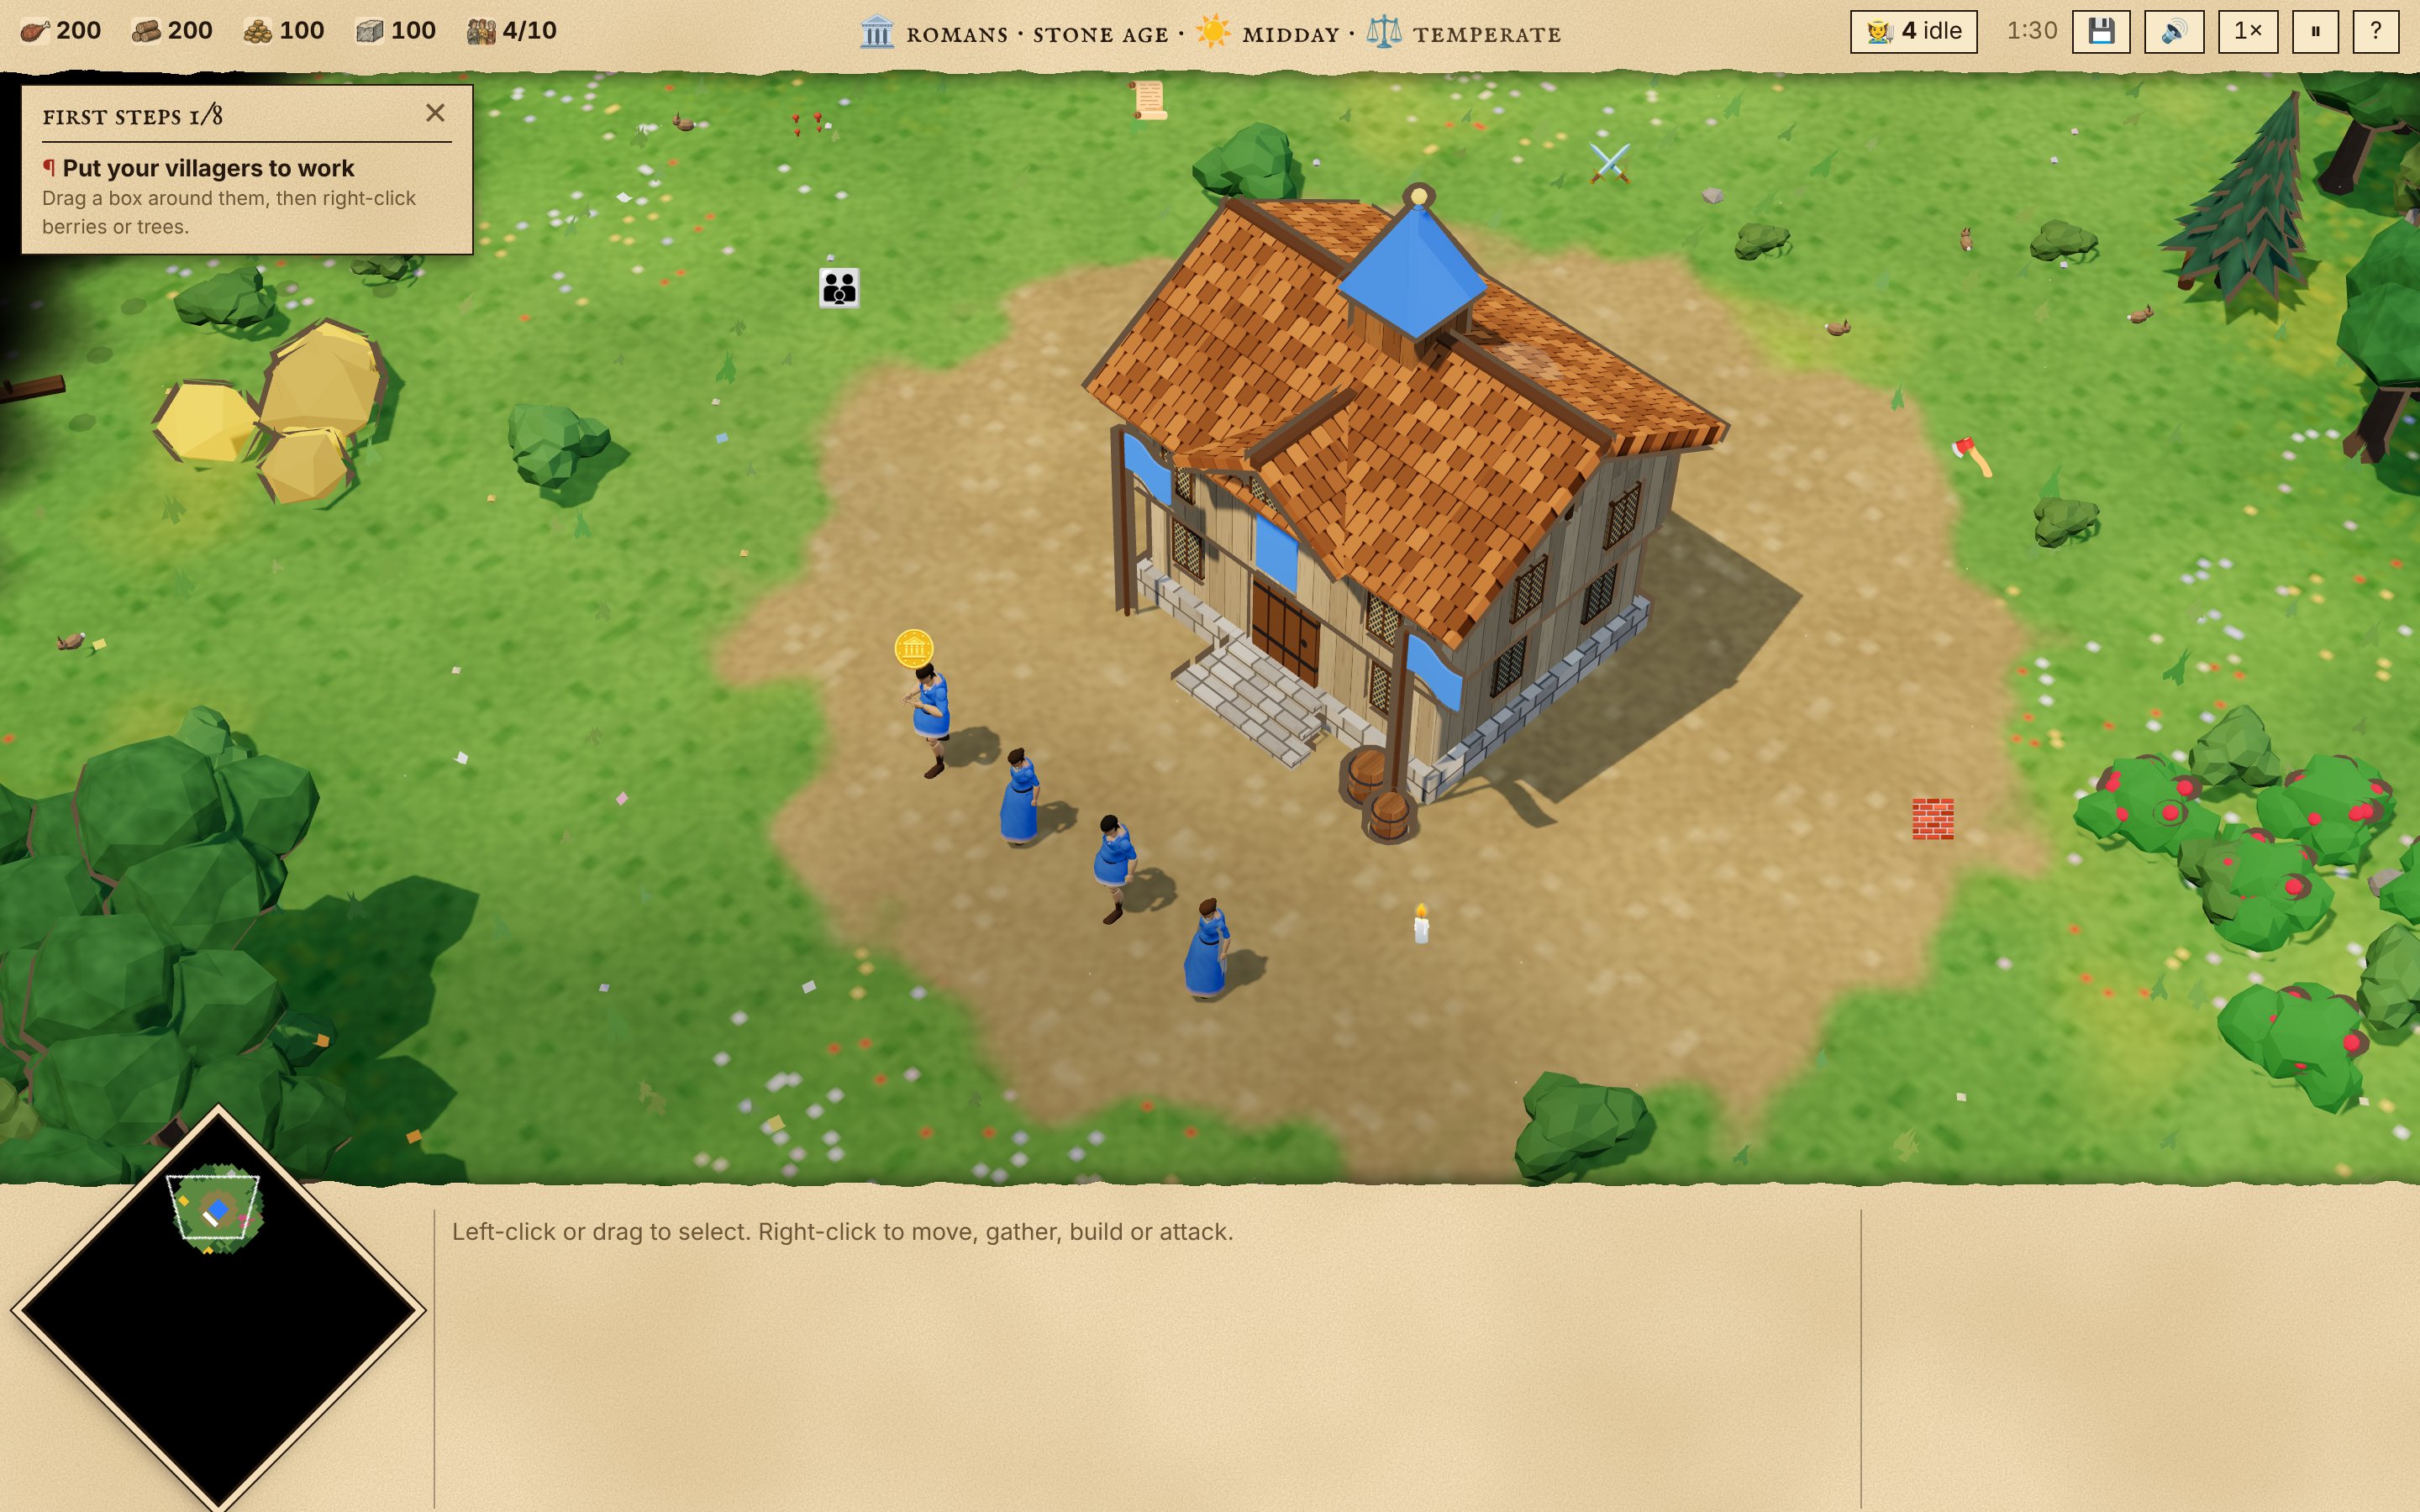 200 200 100 100 4/10
ROMANS · STONE AGE · MIDDAY · TEMPERATE
4 idle 1:30 1× ?
FIRST STEPS 1/8
¶ Put your villagers to work
Drag a box around them, then right-click
berries or trees.
Left-click or drag to select. Right-click to move, gather, build or attack.